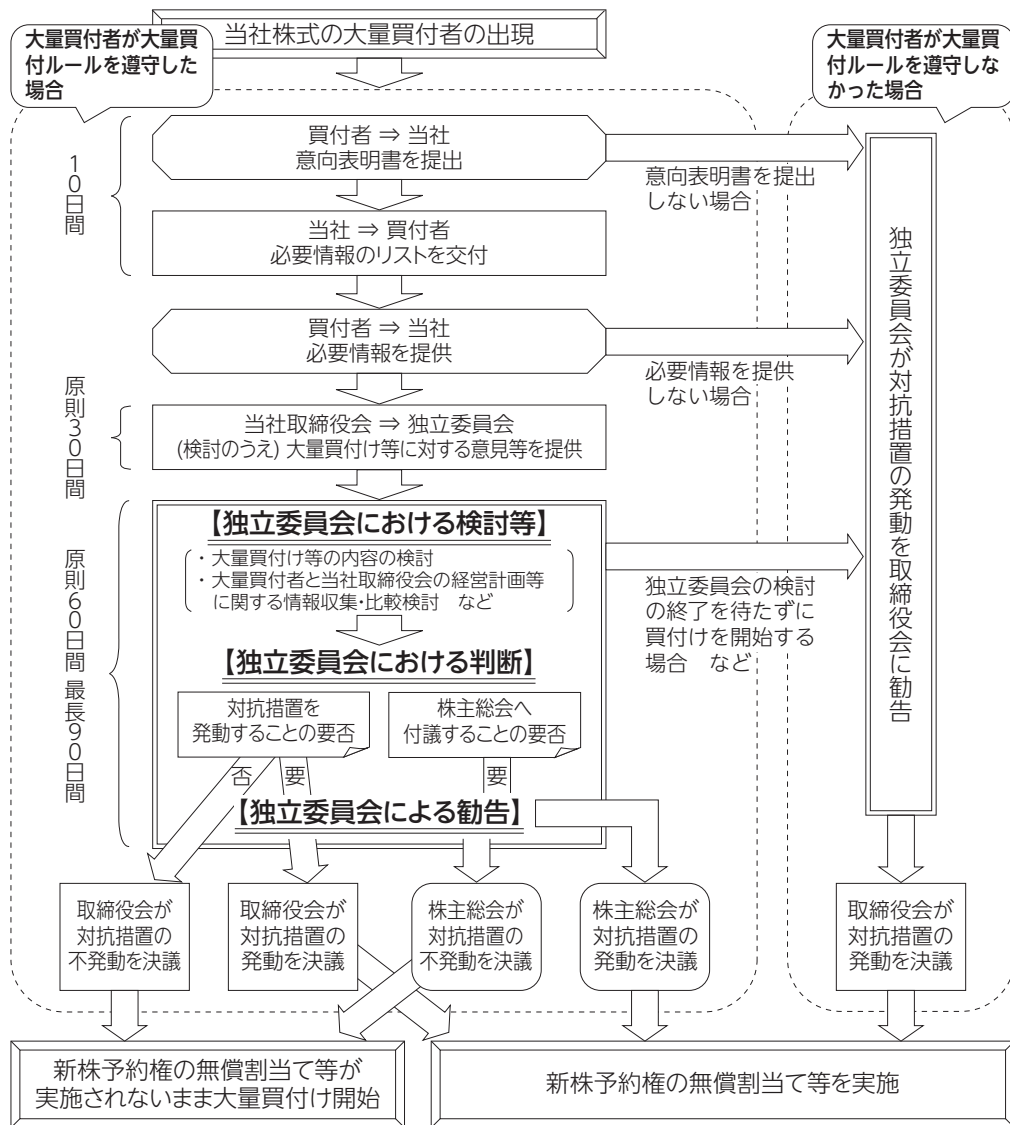 当社株式の大量買付者の出現
大量買付者が大量買
付ルールを遵守した
場合
大量買付者が大量買
付ルールを遵守しな
かった場合
10日間
買付者 ⇒ 当社
意向表明書を提出
意向表明書を提出
しない場合
当社 ⇒ 買付者
必要情報のリストを交付
買付者 ⇒ 当社
必要情報を提供
必要情報を提供
しない場合
原則30日間
当社取締役会 ⇒ 独立委員会
(検討のうえ) 大量買付け等に対する意見等を提供
原則60日間 最長90日間
【独立委員会における検討等】
・大量買付け等の内容の検討
・大量買付者と当社取締役会の経営計画等
に関する情報収集・比較検討 など
独立委員会の検討
の終了を待たずに
買付けを開始する
場合 など
【独立委員会における判断】
対抗措置を
発動することの要否
株主総会へ
付議することの要否
否
要
要
【独立委員会による勧告】
独立委員会が対抗措置の発動を取締役会に勧告
取締役会が
対抗措置の
不発動を決議
取締役会が
対抗措置の
発動を決議
株主総会が
対抗措置の
不発動を決議
株主総会が
対抗措置の
発動を決議
取締役会が
対抗措置の
発動を決議
新株予約権の無償割当て等が
実施されないまま大量買付け開始
新株予約権の無償割当て等を実施